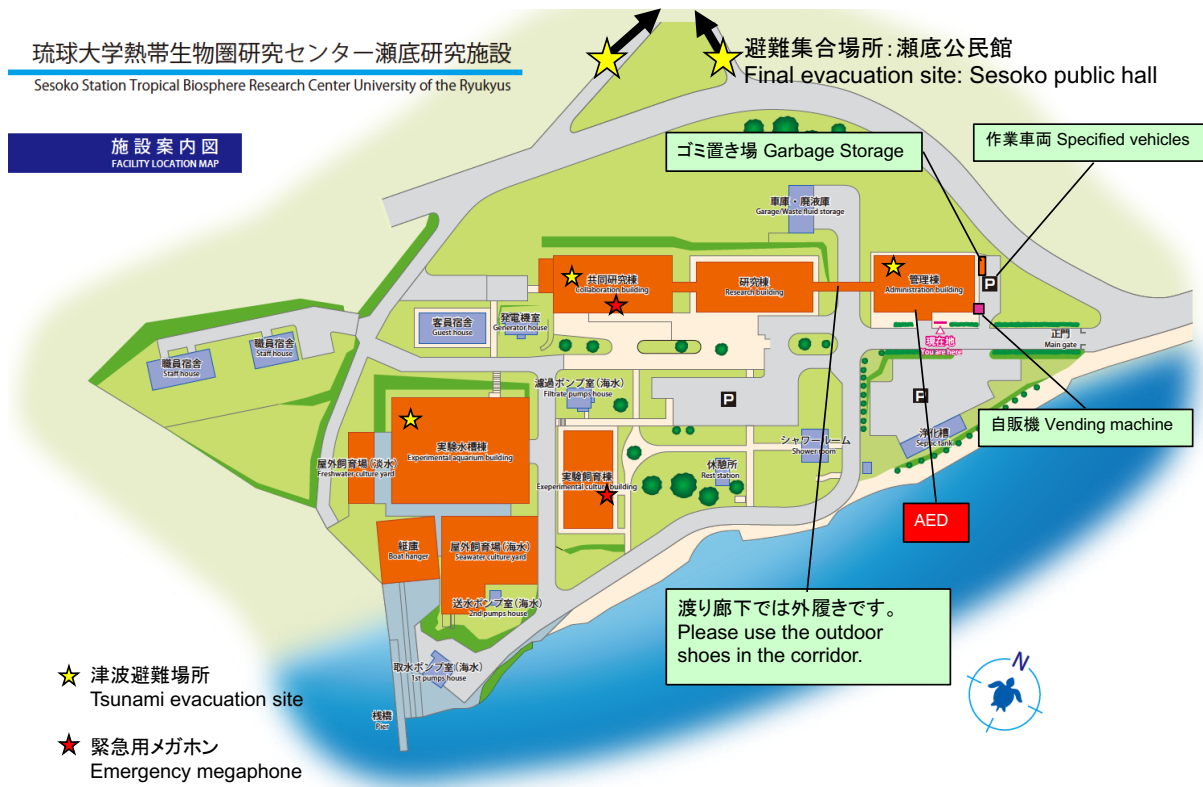 琉球大学熱帯生物圏研究センター瀬底研究施設
Sesoko Station Tropical Biosphere Research Center University of the Ryukyus
施設案内図
FACILITY LOCATION MAP
避難集合場所：瀬底公民館
Final evacuation site: Sesoko public hall
ゴミ置き場 Garbage Storage
作業車両 Specified vehicles
車庫・廃液庫
Garage/Waste fluid storage
共同研究棟
Collaboration building
研究棟
Research building
管理棟
Administration building
P
客員宿舎
Guest house
発電機室
Generator house
現在地
You are here
正門
Main gate
職員宿舎
Staff house
職員宿舎
Staff house
濾過ポンプ室（海水）
Filtrate pumps house
P
P
自販機 Vending machine
実験水槽棟
Experimental aquarium building
屋外飼育場（淡水）
Freshwater culture yard
実験飼育棟
Exeperimental culture building
休憩所
Rest station
シャワールーム
Shower room
浄化槽
Septic tank
AED
艇庫
Boat hanger
屋外飼育場（海水）
Seawater culture yard
送水ポンプ室（海水）
2nd pumps house
取水ポンプ室（海水）
1st pumps house
桟橋
Pier
渡り廊下では外履きです。
Please use the outdoor
shoes in the corridor.
N
津波避難場所
Tsunami evacuation site
緊急用メガホン
Emergency megaphone